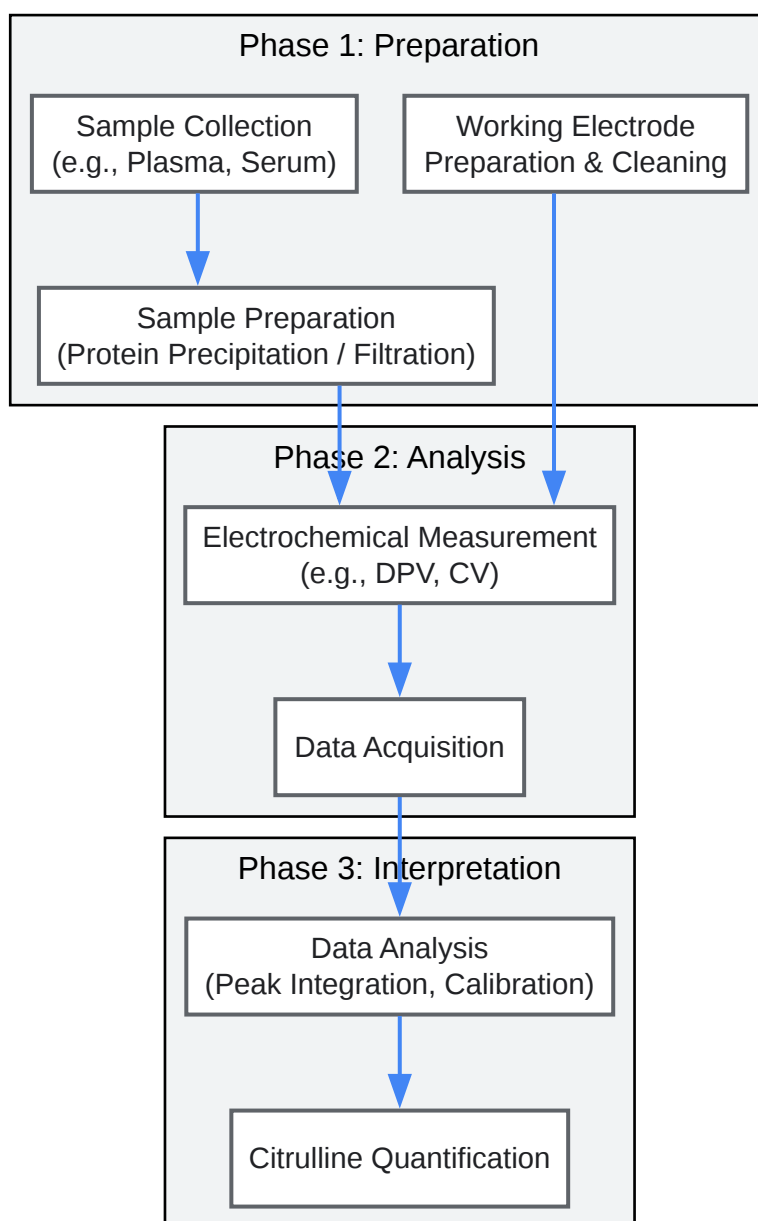 Phase 1: Preparation
Sample Collection
(e.g., Plasma, Serum)
Working Electrode
Preparation & Cleaning
Sample Preparation
(Protein Precipitation / Filtration)
Phase 2: Analysis
Electrochemical Measurement
(e.g., DPV, CV)
Data Acquisition
Phase 3: Interpretation
Data Analysis
(Peak Integration, Calibration)
Citrulline Quantification